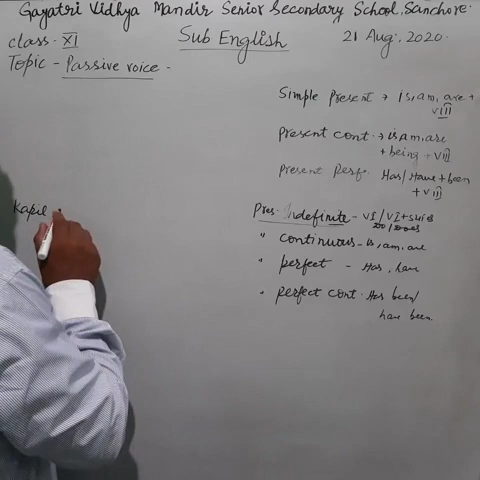 Gayatri Vidhya Mandir Senior Secondary School, Sanchore.
Class. XI
Sub English
21 Aug. 2020.
Topic - Passive voice -
Simple Present → is, am, are +
VIII
Present Cont. → is, am, are
+ being + VIII
Present Perf. Has/Have + been
+ VIII
Kapil
Pres. Indefinite - VI / VI + s/es
" Continuous - is, am, are
" perfect - Has, have
" perfect cont. Has been/
have been